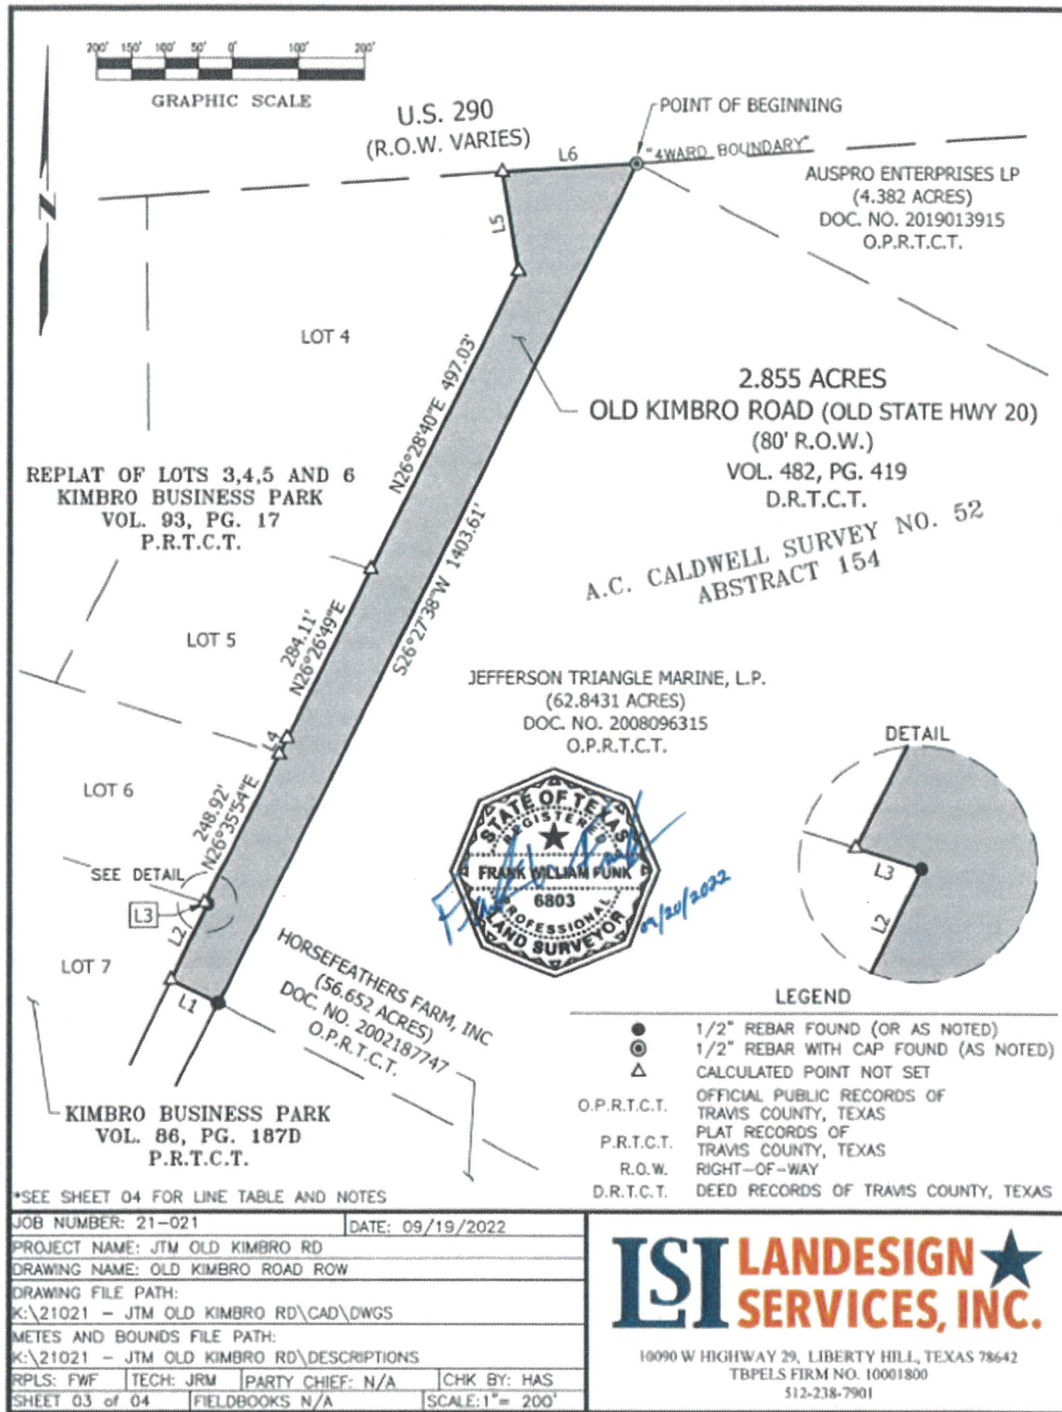 200' 150' 100' 50' 0' 100' 200'
GRAPHIC SCALE
N
U.S. 290
(R.O.W. VARIES)
POINT OF BEGINNING
L6
"4WARD BOUNDARY"
AUSPRO ENTERPRISES LP
(4.382 ACRES)
DOC. NO. 2019013915
O.P.R.T.C.T.
L5
LOT 4
N26°28'40"E 497.03'
2.855 ACRES
OLD KIMBRO ROAD (OLD STATE HWY 20)
(80' R.O.W.)
VOL. 482, PG. 419
D.R.T.C.T.
REPLAT OF LOTS 3,4,5 AND 6
KIMBRO BUSINESS PARK
VOL. 93, PG. 17
P.R.T.C.T.
S26°27'38"W 1403.61'
A.C. CALDWELL SURVEY NO. 52
ABSTRACT 154
LOT 5
284.11'
N26°26'49"E
JEFFERSON TRIANGLE MARINE, L.P.
(62.8431 ACRES)
DOC. NO. 2008096315
O.P.R.T.C.T.
L4
LOT 6
248.92'
N26°35'54"E
SEE DETAIL
L3
L2
LOT 7
L1
STATE OF TEXAS
REGISTERED
FRANK WILLIAM FUNK
6803
PROFESSIONAL
LAND SURVEYOR
09/20/2022
DETAIL
L3
L2
HORSEFEATHERS FARM, INC
(56.652 ACRES)
DOC. NO. 2002187747
O.P.R.T.C.T.
KIMBRO BUSINESS PARK
VOL. 86, PG. 187D
P.R.T.C.T.
LEGEND
1/2" REBAR FOUND (OR AS NOTED)
1/2" REBAR WITH CAP FOUND (AS NOTED)
CALCULATED POINT NOT SET
O.P.R.T.C.T. OFFICIAL PUBLIC RECORDS OF
TRAVIS COUNTY, TEXAS
P.R.T.C.T. PLAT RECORDS OF
TRAVIS COUNTY, TEXAS
R.O.W. RIGHT-OF-WAY
D.R.T.C.T. DEED RECORDS OF TRAVIS COUNTY, TEXAS
*SEE SHEET 04 FOR LINE TABLE AND NOTES
JOB NUMBER: 21-021 DATE: 09/19/2022
PROJECT NAME: JTM OLD KIMBRO RD
DRAWING NAME: OLD KIMBRO ROAD ROW
DRAWING FILE PATH:
K:\21021 - JTM OLD KIMBRO RD\CAD\DWGS
METES AND BOUNDS FILE PATH:
K:\21021 - JTM OLD KIMBRO RD\DESCRIPTIONS
RPLS: FWF TECH: JRM PARTY CHIEF: N/A CHK BY: HAS
SHEET 03 of 04 FIELDBOOKS N/A SCALE:1"= 200'
LSI LANDESIGN
SERVICES, INC.
10090 W HIGHWAY 29, LIBERTY HILL, TEXAS 78642
TBPELS FIRM NO. 10001800
512-238-7901